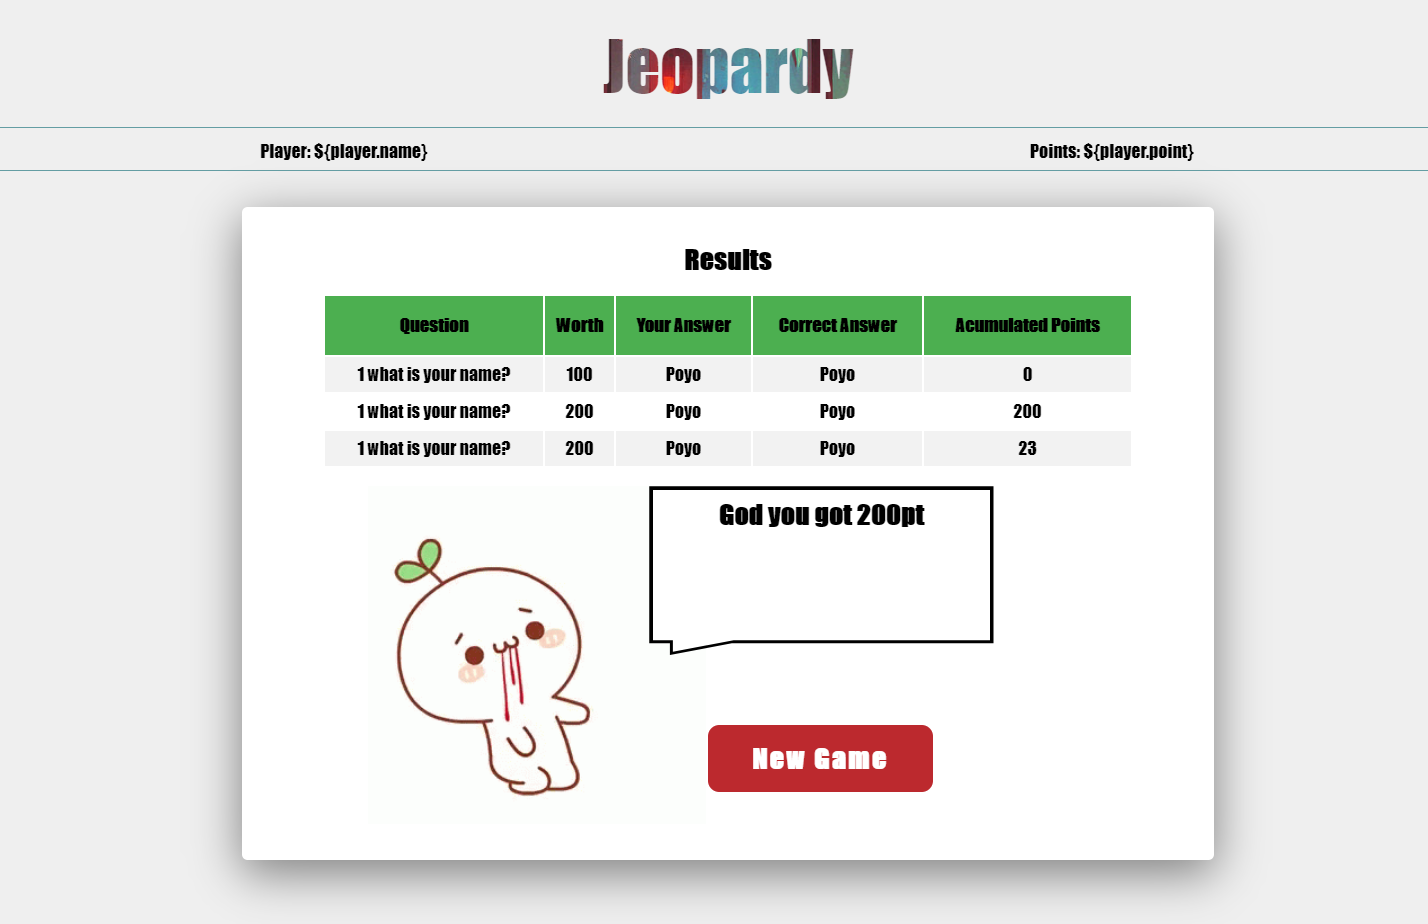 Jeopardy
Player: ${player.name} Points: ${player.point}
Results
Question Worth Your Answer Correct Answer Acumulated Points
1 what is your name? 100 Poyo Poyo 0
1 what is your name? 200 Poyo Poyo 200
1 what is your name? 200 Poyo Poyo 23
God you got 200pt
New Game